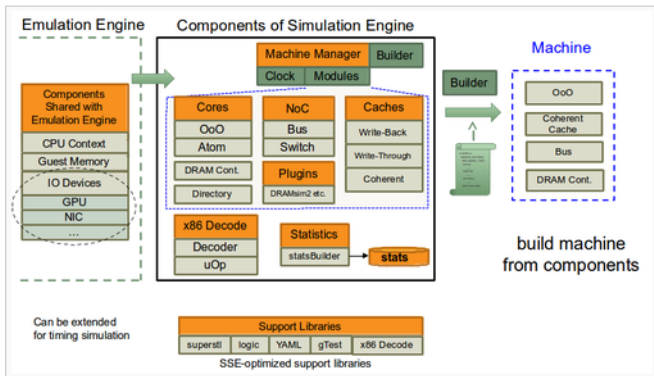 Emulation Engine
Components of Simulation Engine
Components
Shared with
Emulation Engine
CPU Context
Guest Memory
IO Devices
GPU
NIC
...
Can be extended
for timing simulation
Machine Manager
Builder
Clock
Modules
Cores
OoO
Atom
DRAM Cont.
Directory
NoC
Bus
Switch
Plugins
DRAMsim2 etc.
Caches
Write-Back
Write-Through
Coherent
x86 Decode
Decoder
uOp
Statistics
statsBuilder
stats
Support Libraries
superstl
logic
YAML
gTest
x86 Decode
SSE-optimized support libraries
Builder
Machine
OoO
Coherent
Cache
Bus
DRAM Cont.
build machine
from components